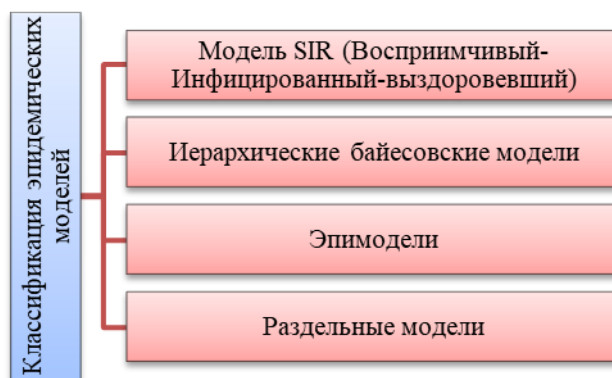 Классификация эпидемических
моделей
Модель SIR (Восприимчивый-
Инфицированный-выздоровевший)
Иерархические байесовские модели
Эпимодели
Раздельные модели